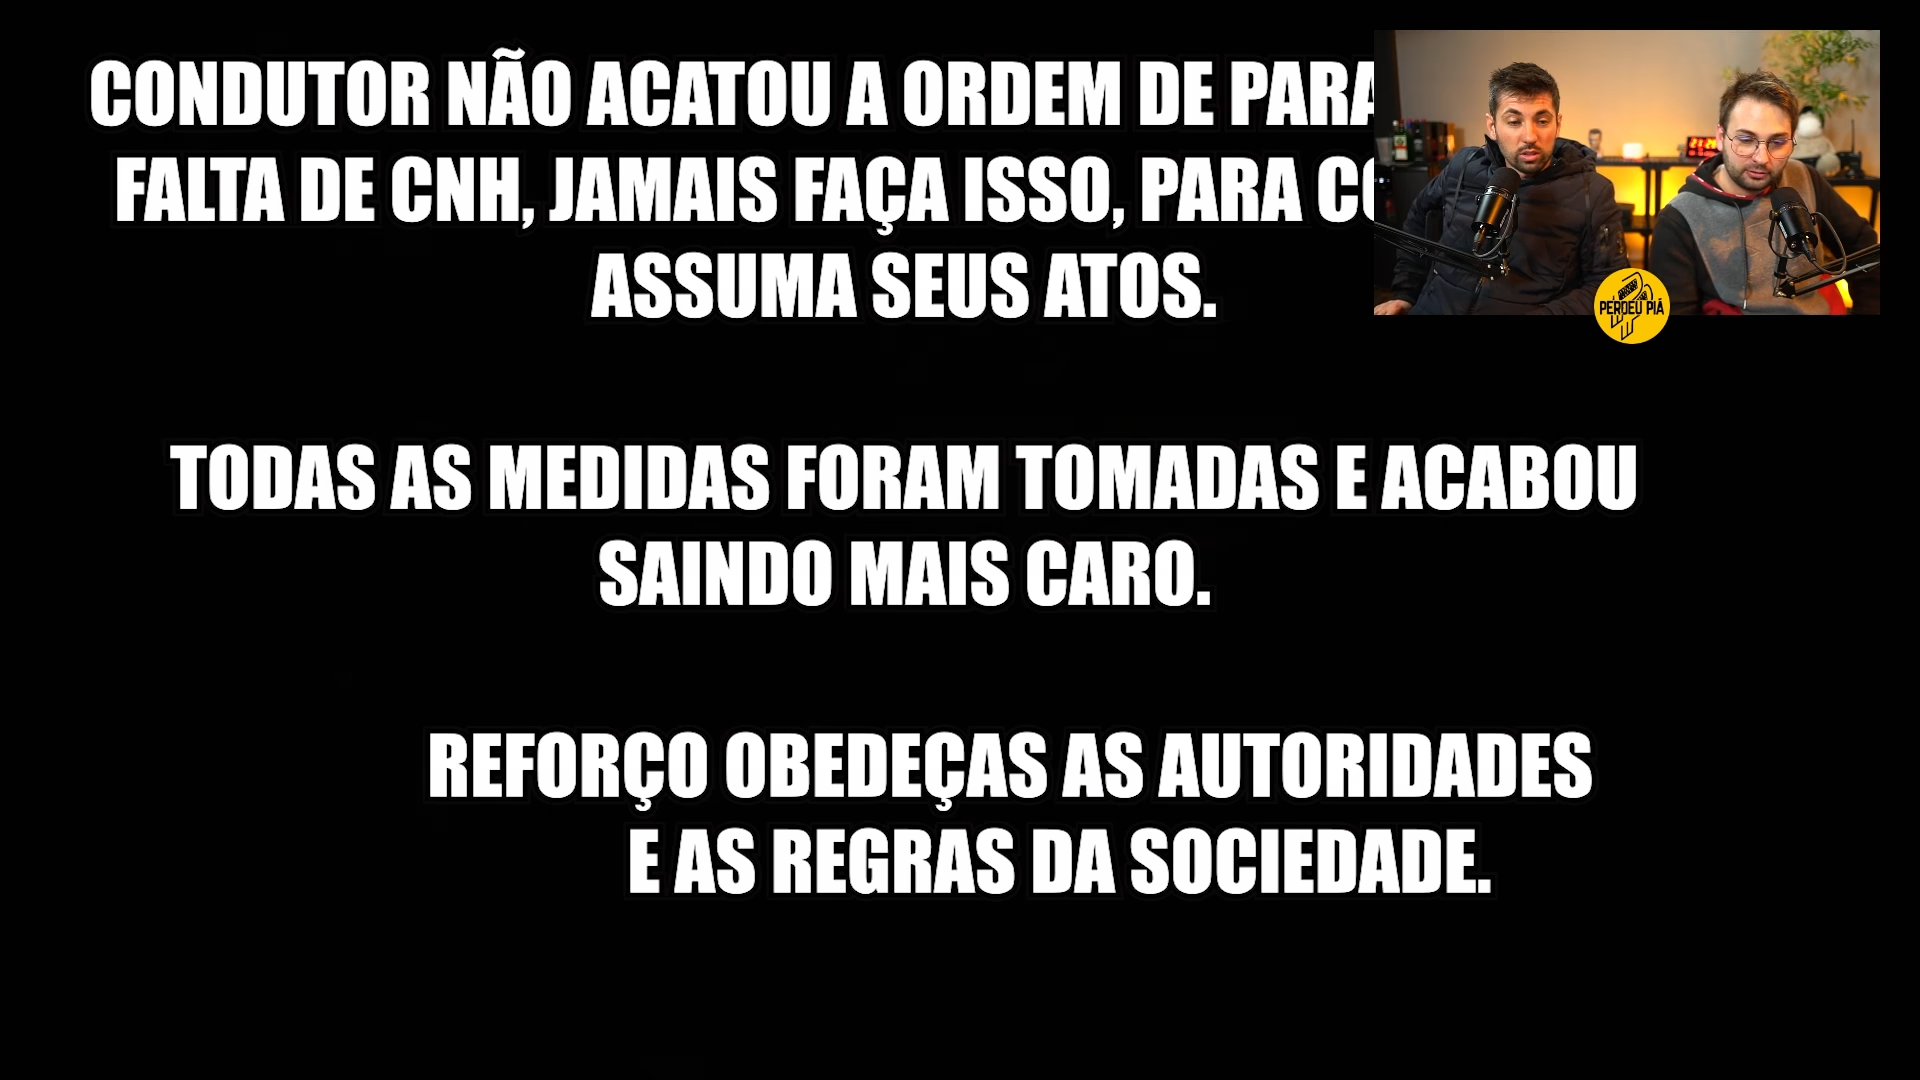 CONDUTOR NÃO ACATOU A ORDEM DE
FALTA DE CNH, JAMAIS FAÇA ISSO, PARA
ASSUMA SEUS ATOS.
TODAS AS MEDIDAS FORAM TOMADAS E ACABOU
SAINDO MAIS CARO.
REFORÇO OBEDEÇAS AS AUTORIDADES
E AS REGRAS DA SOCIEDADE.
PERDEU PIÁ